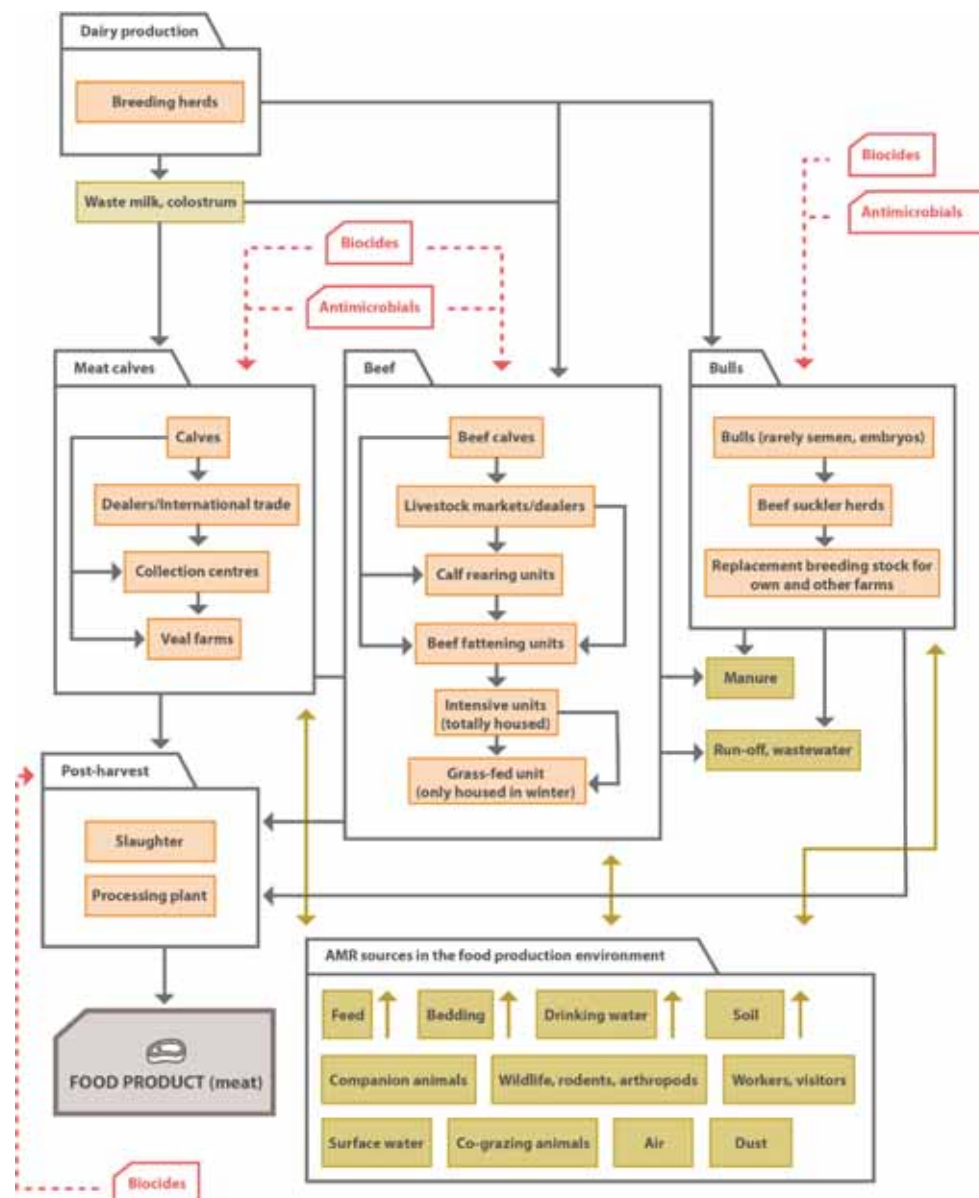 Dairy production
Breeding herds
Waste milk, colostrum
Biocides
Antimicrobials
Biocides
Antimicrobials
Meat calves
Calves
Dealers/International trade
Collection centres
Veal farms
Beef
Beef calves
Livestock markets/dealers
Calf rearing units
Beef fattening units
Intensive units
(totally housed)
Grass-fed unit
(only housed in winter)
Bulls
Bulls (rarely semen, embryos)
Beef suckler herds
Replacement breeding stock for
own and other farms
Manure
Run-off, wastewater
Post-harvest
Slaughter
Processing plant
FOOD PRODUCT (meat)
Biocides
AMR sources in the food production environment
Feed
Bedding
Drinking water
Soil
Companion animals
Wildlife, rodents, arthropods
Workers, visitors
Surface water
Co-grazing animals
Air
Dust